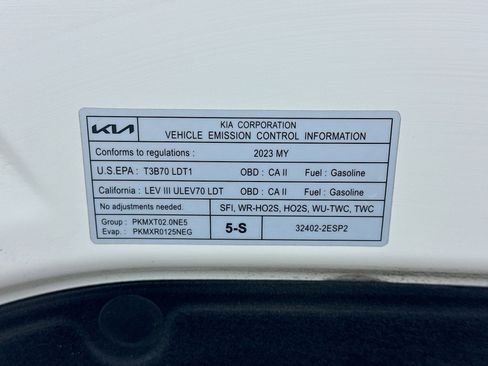 KIA
KIA CORPORATION
VEHICLE EMISSION CONTROL INFORMATION
Conforms to regulations : 2023 MY
U.S.EPA : T3B70 LDT1 OBD : CA II Fuel : Gasoline
California : LEV III ULEV70 LDT OBD : CA II Fuel : Gasoline
No adjustments needed. SFI, WR-HO2S, HO2S, WU-TWC, TWC
Group : PKMXT02.0NE5
Evap. : PKMXR0125NEG
5-S
32402-2ESP2